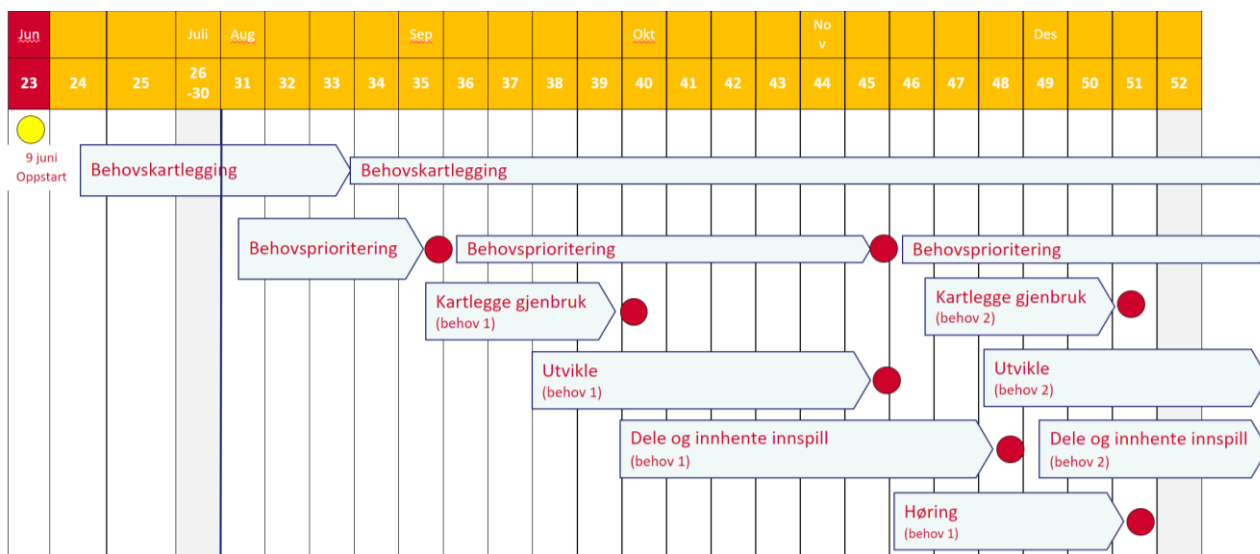 Jun Juli Aug Sep Okt No Des
v
23 24 25 26 31 32 33 34 35 36 37 38 39 40 41 42 43 44 45 46 47 48 49 50 51 52
-30
9 juni
Oppstart
Behovskartlegging Behovskartlegging
Behovsprioritering Behovsprioritering Behovsprioritering
Kartlegge gjenbruk
(behov 1)
Kartlegge gjenbruk
(behov 2)
Utvikle
(behov 1)
Utvikle
(behov 2)
Dele og innhente innspill
(behov 1)
Dele og innhente innspill
(behov 2)
Høring
(behov 1)